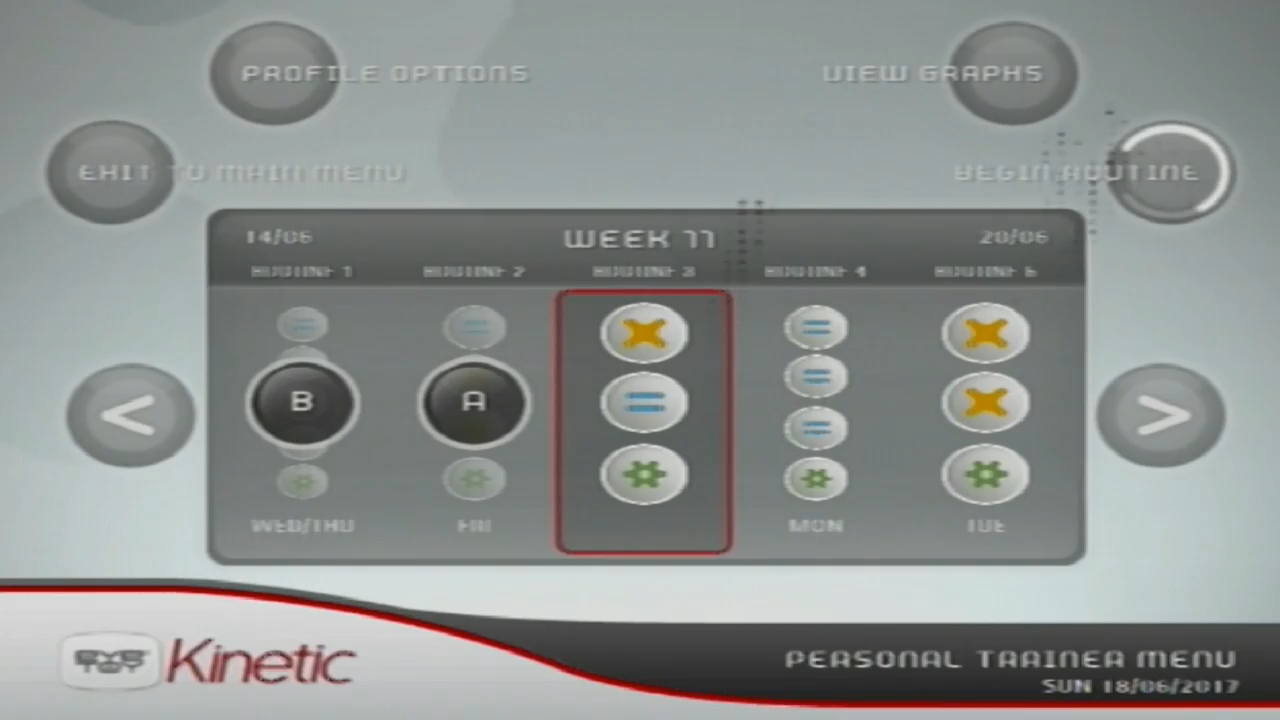 PROFILE OPTIONS
VIEW GRAPHS
EXIT TO MAIN MENU
BEGIN ROUTINE
14/06
WEEK 11
20/06
ROUTINE 1
ROUTINE 2
ROUTINE 3
ROUTINE 4
ROUTINE 5
B
A
WED/THU
FRI
MON
TUE
EYE TOY
Kinetic
PERSONAL TRAINER MENU
SUN 18/06/2017